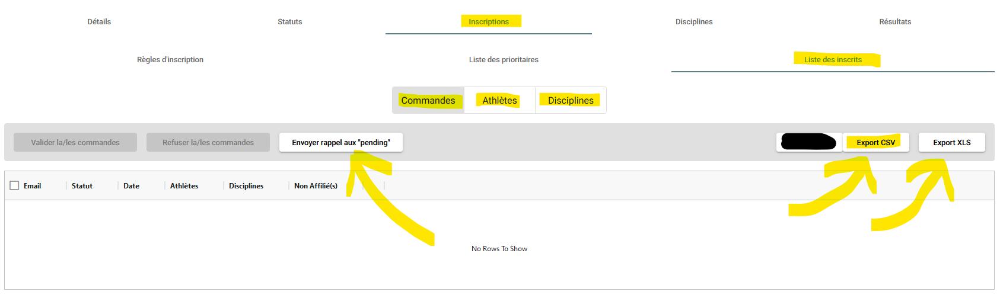 Détails Statuts Inscriptions Disciplines Résultats
Règles d'inscription Liste des prioritaires Liste des inscrits
Commandes Athlètes Disciplines
Valider la/les commandes Refuser la/les commandes Envoyer rappel aux "pending" Export CSV Export XLS
Email Statut Date Athlètes Disciplines Non Affilié(s)
No Rows To Show